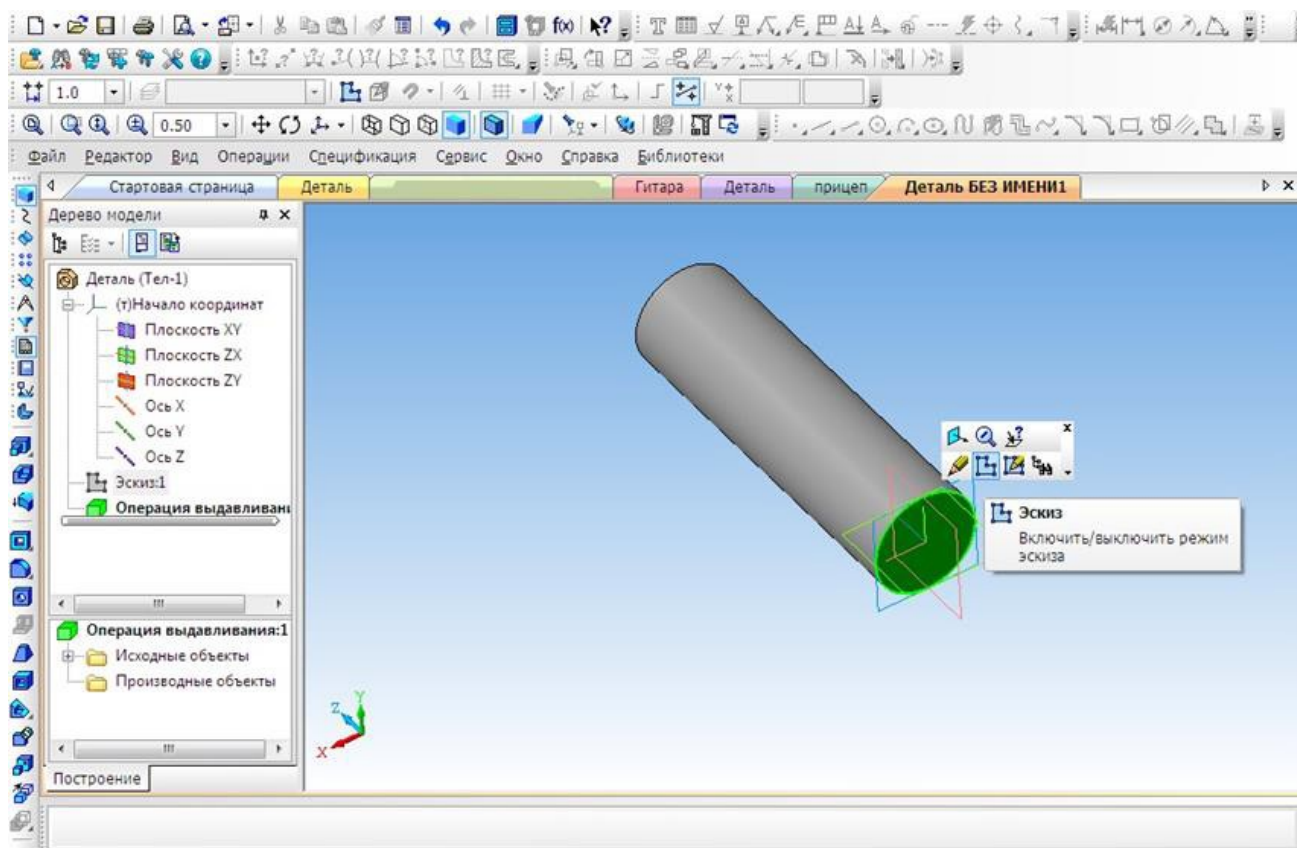 1.0
0.50
Файл Редактор Вид Операции Спецификация Сервис Окно Справка Библиотеки
Стартовая страница Деталь Гитара Деталь прицеп Деталь БЕЗ ИМЕНИ1
Дерево модели
Деталь (Тел-1)
(т)Начало координат
Плоскость XY
Плоскость ZX
Плоскость ZY
Ось X
Ось Y
Ось Z
Эскиз:1
Операция выдавливани
Эскиз
Включить/выключить режим
эскиза
Операция выдавливания:1
Исходные объекты
Производные объекты
Z Y
X
Построение